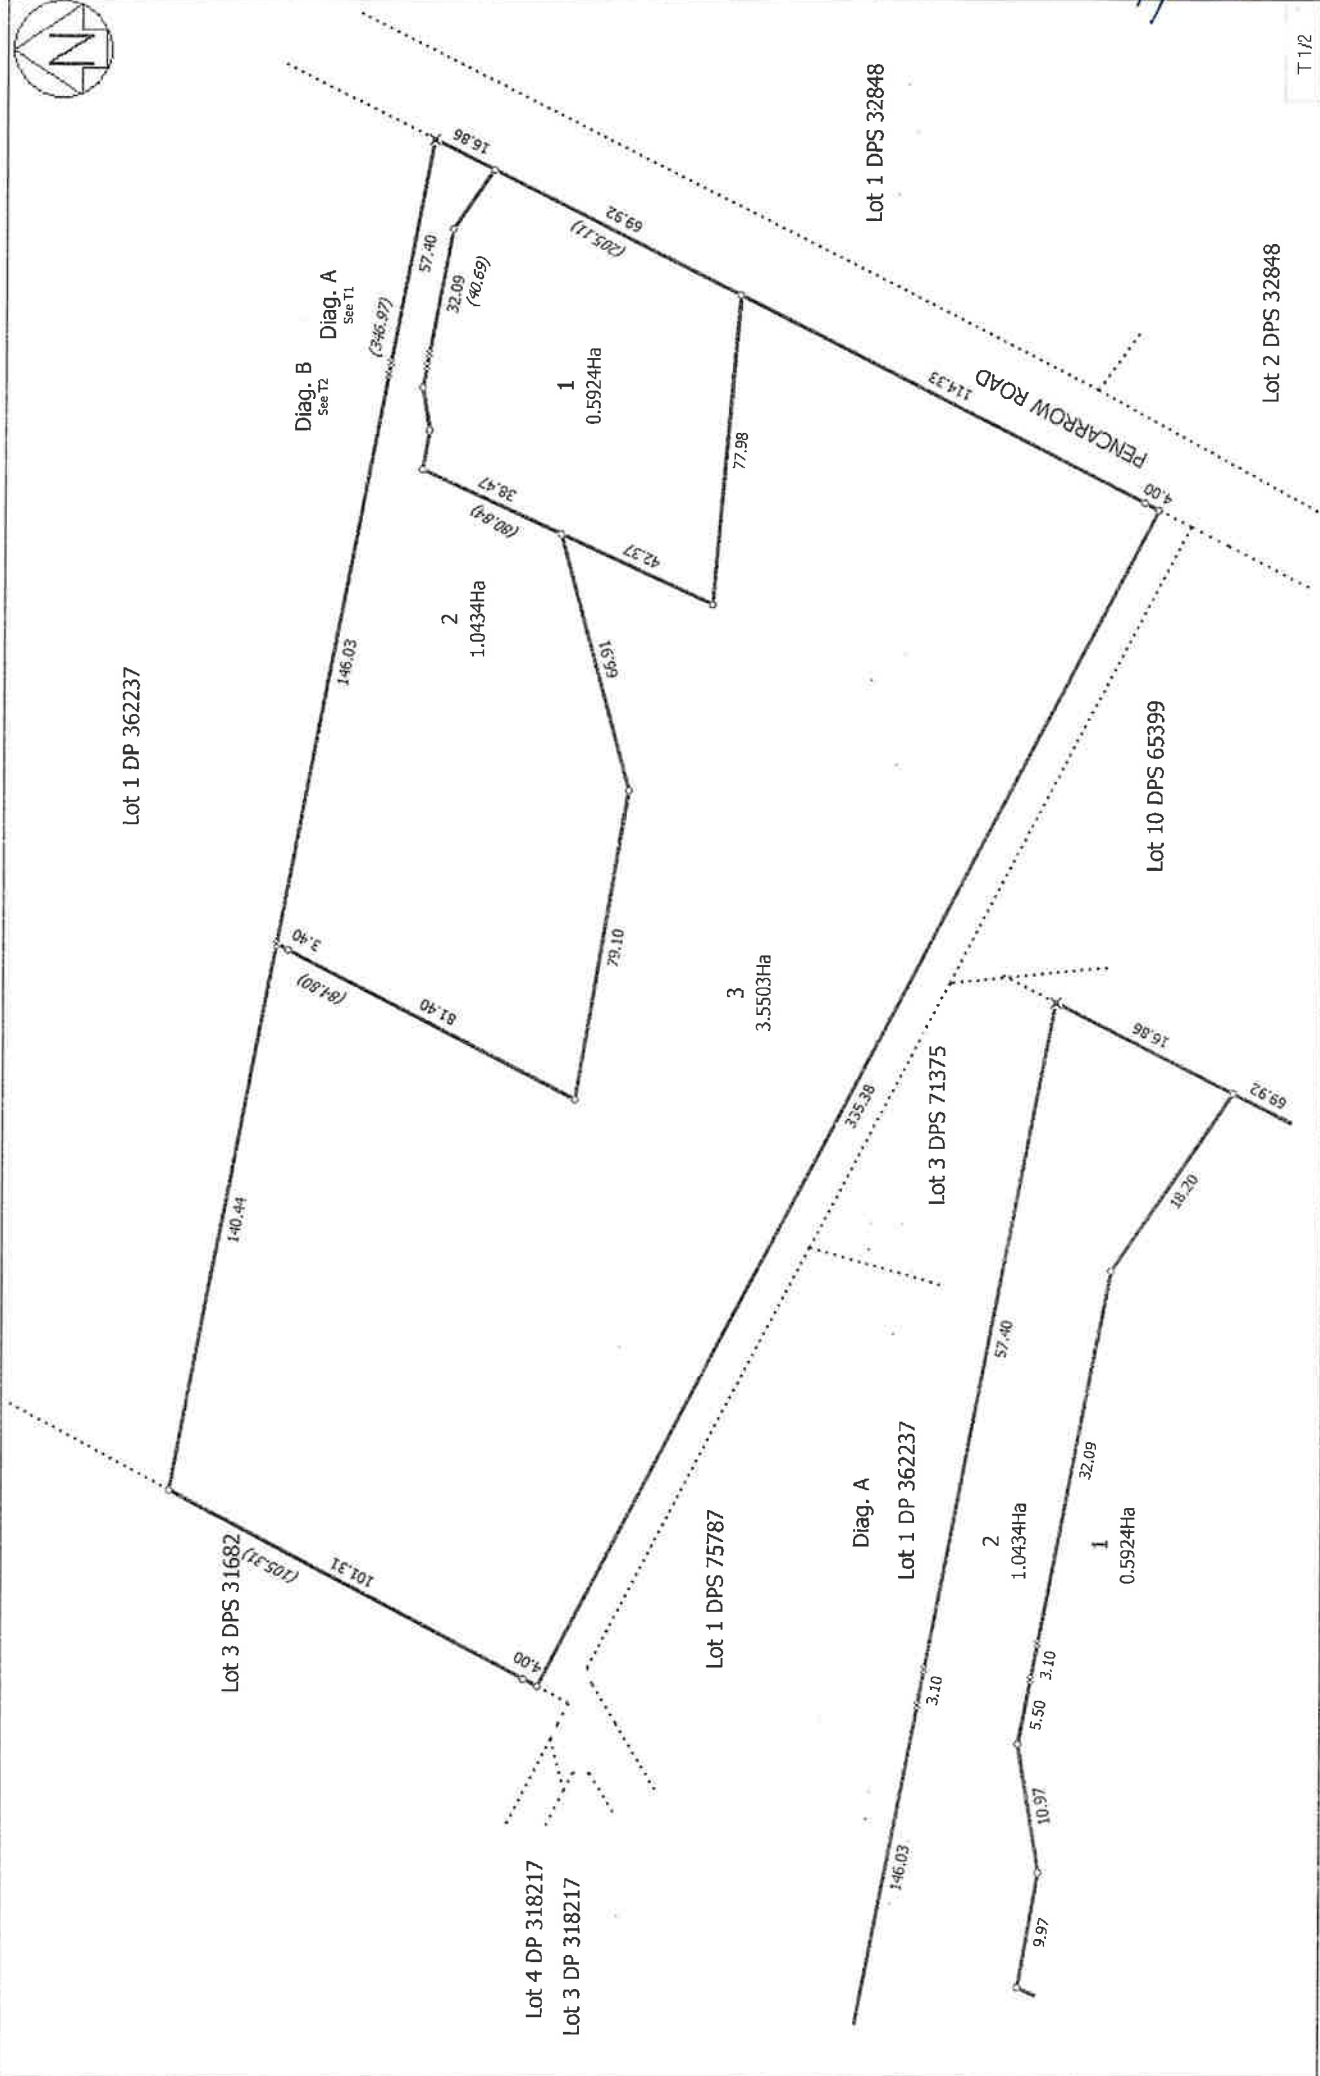 N
Lot 1 DP 362237
Lot 3 DPS 31682
Lot 4 DP 318217
Lot 3 DP 318217
Lot 1 DPS 75787
Lot 3 DPS 71375
Lot 10 DPS 65399
Lot 1 DPS 32848
Lot 2 DPS 32848
PENCARROW ROAD
Diag. B
See T2
Diag. A
See T1
(346.97)
140.44
146.03
57.40
16.86
69.92
(205.11)
114.33
4.00
335.38
4.00
101.31
(105.31)
3.40
(84.80)
81.40
79.10
66.91
38.47
(80.84)
42.37
77.98
32.09
(40.69)
1
0.5924Ha
2
1.0434Ha
3
3.5503Ha
Diag. A
Lot 1 DP 362237
146.03
3.10
57.40
16.86
69.92
18.20
32.09
3.10
5.50
10.97
9.97
2
1.0434Ha
1
0.5924Ha
T 1/2